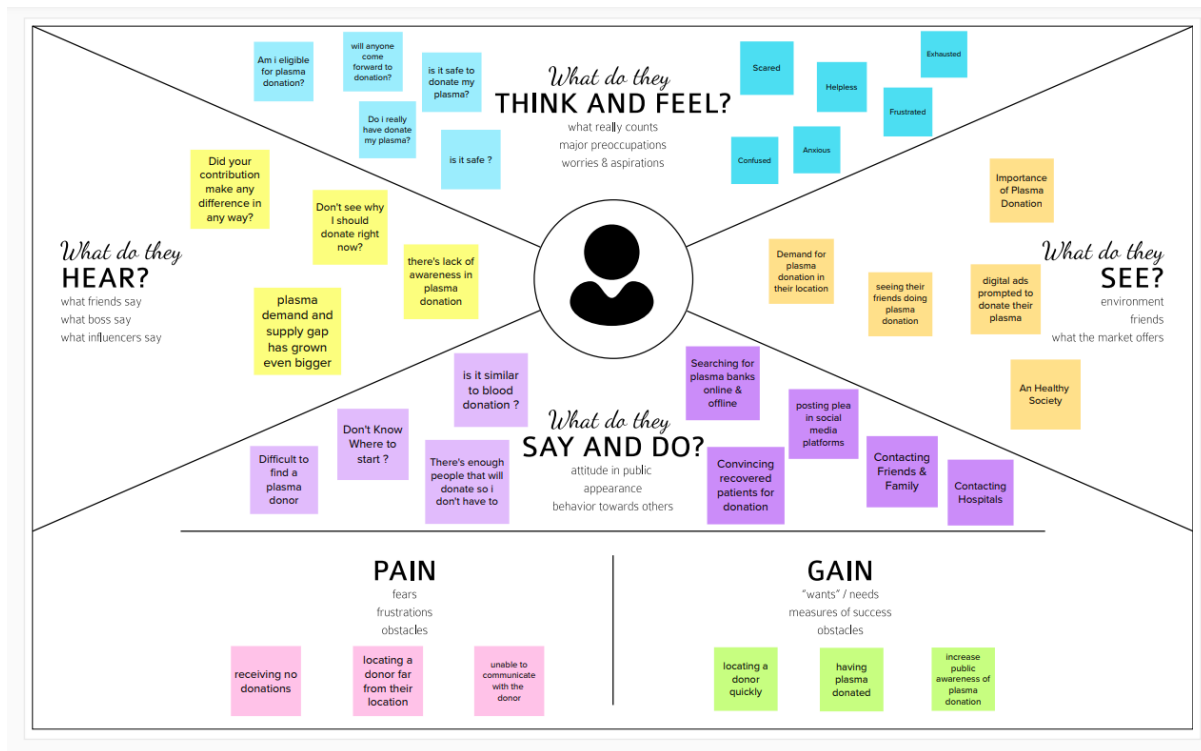 Am i eligible
for plasma
donation?
will anyone
come
forward to
donation?
is it safe to
donate my
plasma?
Do i really
have donate
my plasma?
is it safe ?
What do they
THINK AND FEEL?
what really counts
major preoccupations
worries & aspirations
Scared
Helpless
Exhausted
Frustrated
Confused
Anxious
What do they
HEAR?
what friends say
what boss say
what influencers say
Did your
contribution
make any
difference in
any way?
Don't see why
I should
donate right
now?
there's lack of
awareness in
plasma
donation
plasma
demand and
supply gap
has grown
even bigger
What do they
SEE?
environment
friends
what the market offers
Importance
of Plasma
Donation
Demand for
plasma
donation in
their location
seeing their
friends doing
plasma
donation
digital ads
prompted to
donate their
plasma
An Healthy
Society
What do they
SAY AND DO?
attitude in public
appearance
behavior towards others
is it similar
to blood
donation ?
Don't Know
Where to
start ?
Difficult to
find a
plasma
donor
There's enough
people that will
donate so i
don't have to
Searching for
plasma banks
online &
offline
posting plea
in social
media
platforms
Convincing
recovered
patients for
donation
Contacting
Friends &
Family
Contacting
Hospitals
PAIN
fears
frustrations
obstacles
receiving no
donations
locating a
donor far
from their
location
unable to
communicate
with the
donor
GAIN
"wants" / needs
measures of success
obstacles
locating a
donor
quickly
having
plasma
donated
increase
public
awareness of
plasma
donation